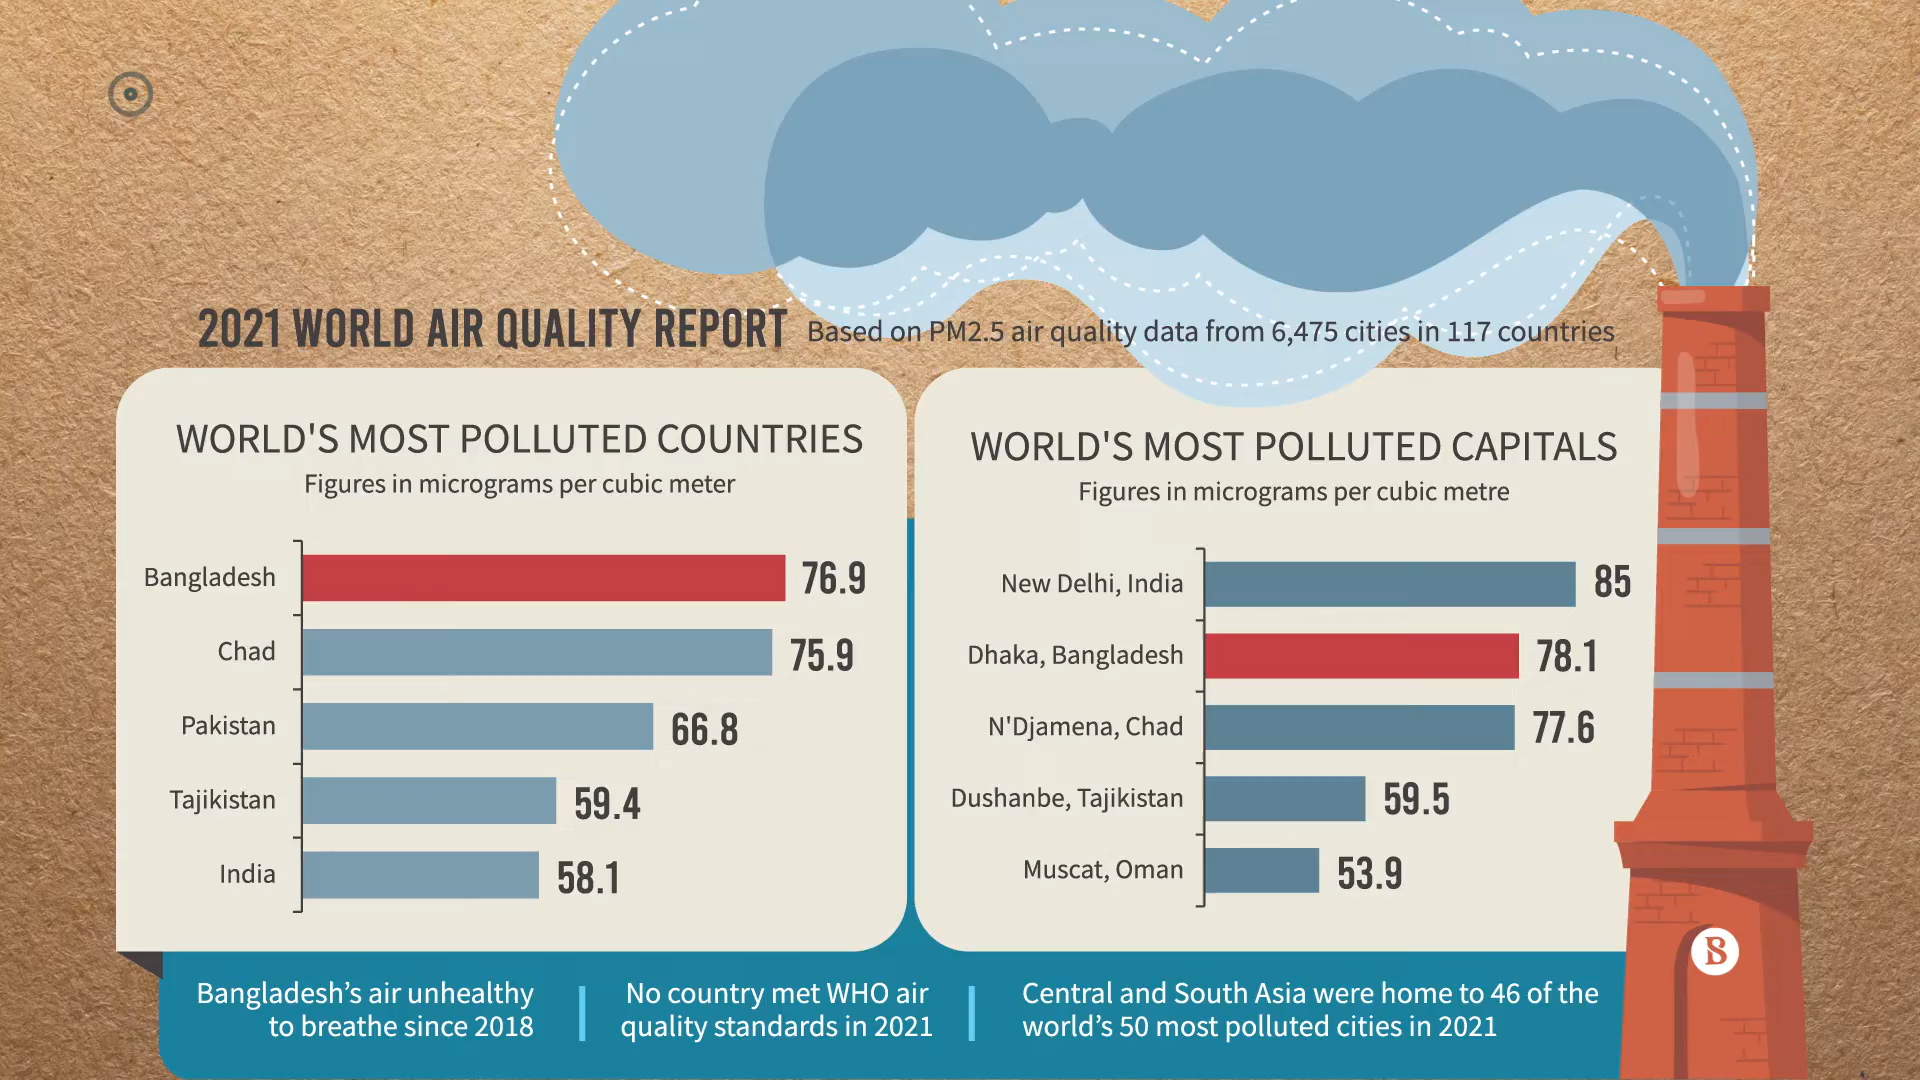 2021 WORLD AIR QUALITY REPORT Based on PM2.5 air quality data from 6,475 cities in 117 countries
WORLD'S MOST POLLUTED COUNTRIES
Figures in micrograms per cubic meter
Bangladesh 76.9
Chad 75.9
Pakistan 66.8
Tajikistan 59.4
India 58.1
WORLD'S MOST POLLUTED CAPITALS
Figures in micrograms per cubic metre
New Delhi, India 85
Dhaka, Bangladesh 78.1
N'Djamena, Chad 77.6
Dushanbe, Tajikistan 59.5
Muscat, Oman 53.9
Bangladesh’s air unhealthy
to breathe since 2018
No country met WHO air
quality standards in 2021
Central and South Asia were home to 46 of the
world’s 50 most polluted cities in 2021
B